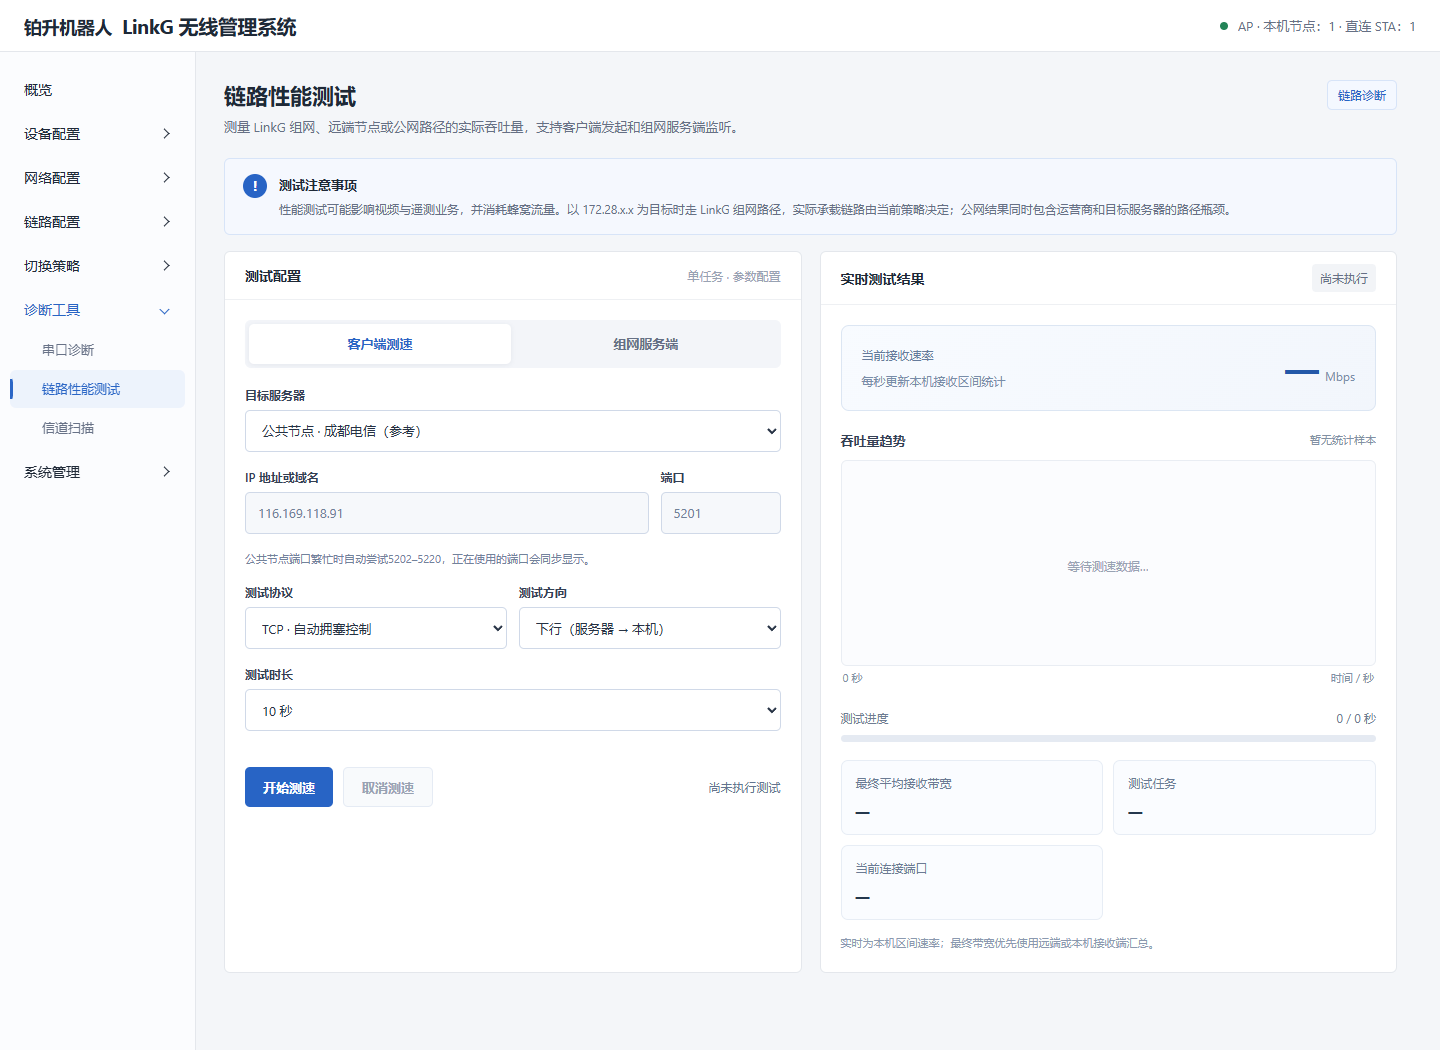 铂升机器人 LinkG 无线管理系统
AP · 本机节点：1 · 直连 STA：1
概览
设备配置
网络配置
链路配置
切换策略
诊断工具
串口诊断
链路性能测试
信道扫描
系统管理
链路性能测试
链路诊断
测量 LinkG 组网、远端节点或公网路径的实际吞吐量，支持客户端发起和组网服务端监听。
!
测试注意事项
性能测试可能影响视频与遥测业务，并消耗蜂窝流量。以 172.28.x.x 为目标时走 LinkG 组网路径，实际承载链路由当前策略决定；公网结果同时包含运营商和目标服务器的路径瓶颈。
测试配置
单任务 · 参数配置
客户端测速
组网服务端
目标服务器
公共节点 · 成都电信（参考）
IP 地址或域名
端口
116.169.118.91
5201
公共节点端口繁忙时自动尝试5202–5220，正在使用的端口会同步显示。
测试协议
测试方向
TCP · 自动拥塞控制
下行（服务器 → 本机）
测试时长
10 秒
开始测速
取消测速
尚未执行测试
实时测试结果
尚未执行
当前接收速率
每秒更新本机接收区间统计
— Mbps
吞吐量趋势
暂无统计样本
等待测速数据...
0 秒
时间 / 秒
测试进度
0 / 0 秒
最终平均接收带宽
—
测试任务
—
当前连接端口
—
实时为本机区间速率；最终带宽优先使用远端或本机接收端汇总。